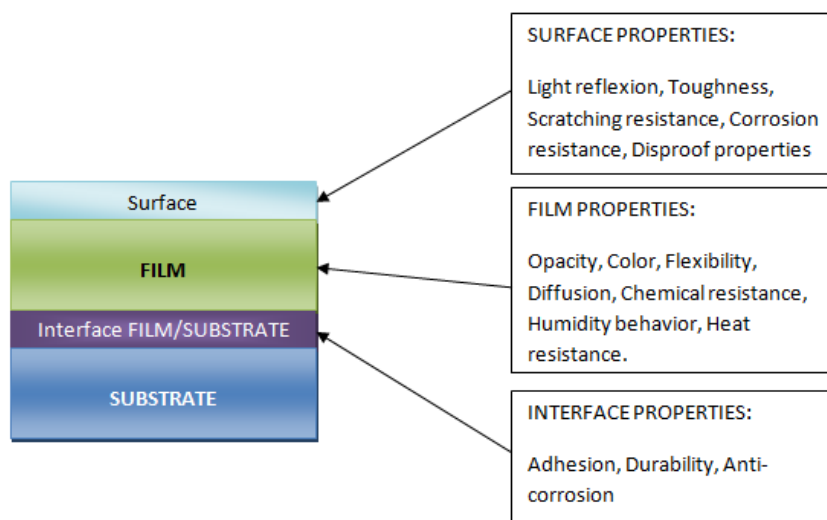 Surface
FILM
Interface FILM/SUBSTRATE
SUBSTRATE
SURFACE PROPERTIES:
Light reflexion, Toughness,
Scratching resistance, Corrosion
resistance, Disproof properties
FILM PROPERTIES:
Opacity, Color, Flexibility,
Diffusion, Chemical resistance,
Humidity behavior, Heat
resistance.
INTERFACE PROPERTIES:
Adhesion, Durability, Anti-
corrosion